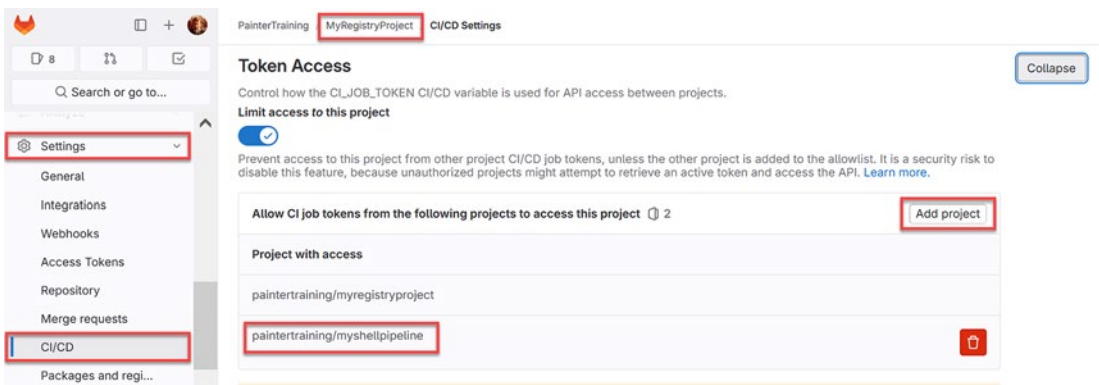 PainterTraining / MyRegistryProject CI/CD Settings
8
Search or go to...
Settings
General
Integrations
Webhooks
Access Tokens
Repository
Merge requests
CI/CD
Packages and regi...
Token Access
Collapse
Control how the CI_JOB_TOKEN CI/CD variable is used for API access between projects.
Limit access to this project
Prevent access to this project from other project CI/CD job tokens, unless the other project is added to the allowlist. It is a security risk to
disable this feature, because unauthorized projects might attempt to retrieve an active token and access the API. Learn more.
Allow CI job tokens from the following projects to access this project 2
Add project
Project with access
paintertraining/myregistryproject
paintertraining/myshellpipeline